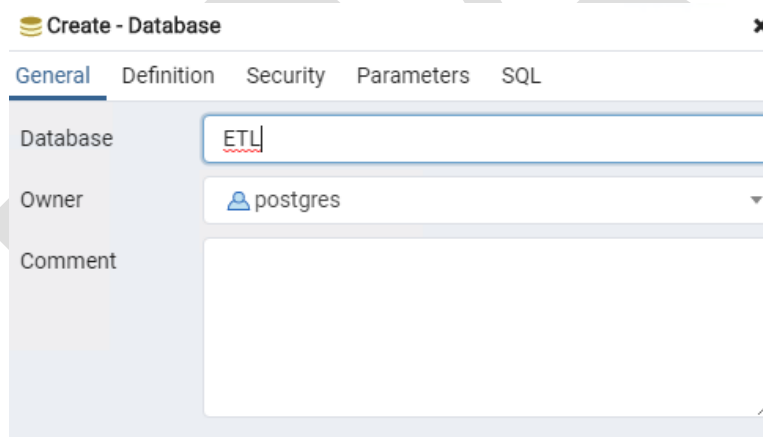 Create - Database
General Definition Security Parameters SQL
Database ETL
Owner postgres
Comment